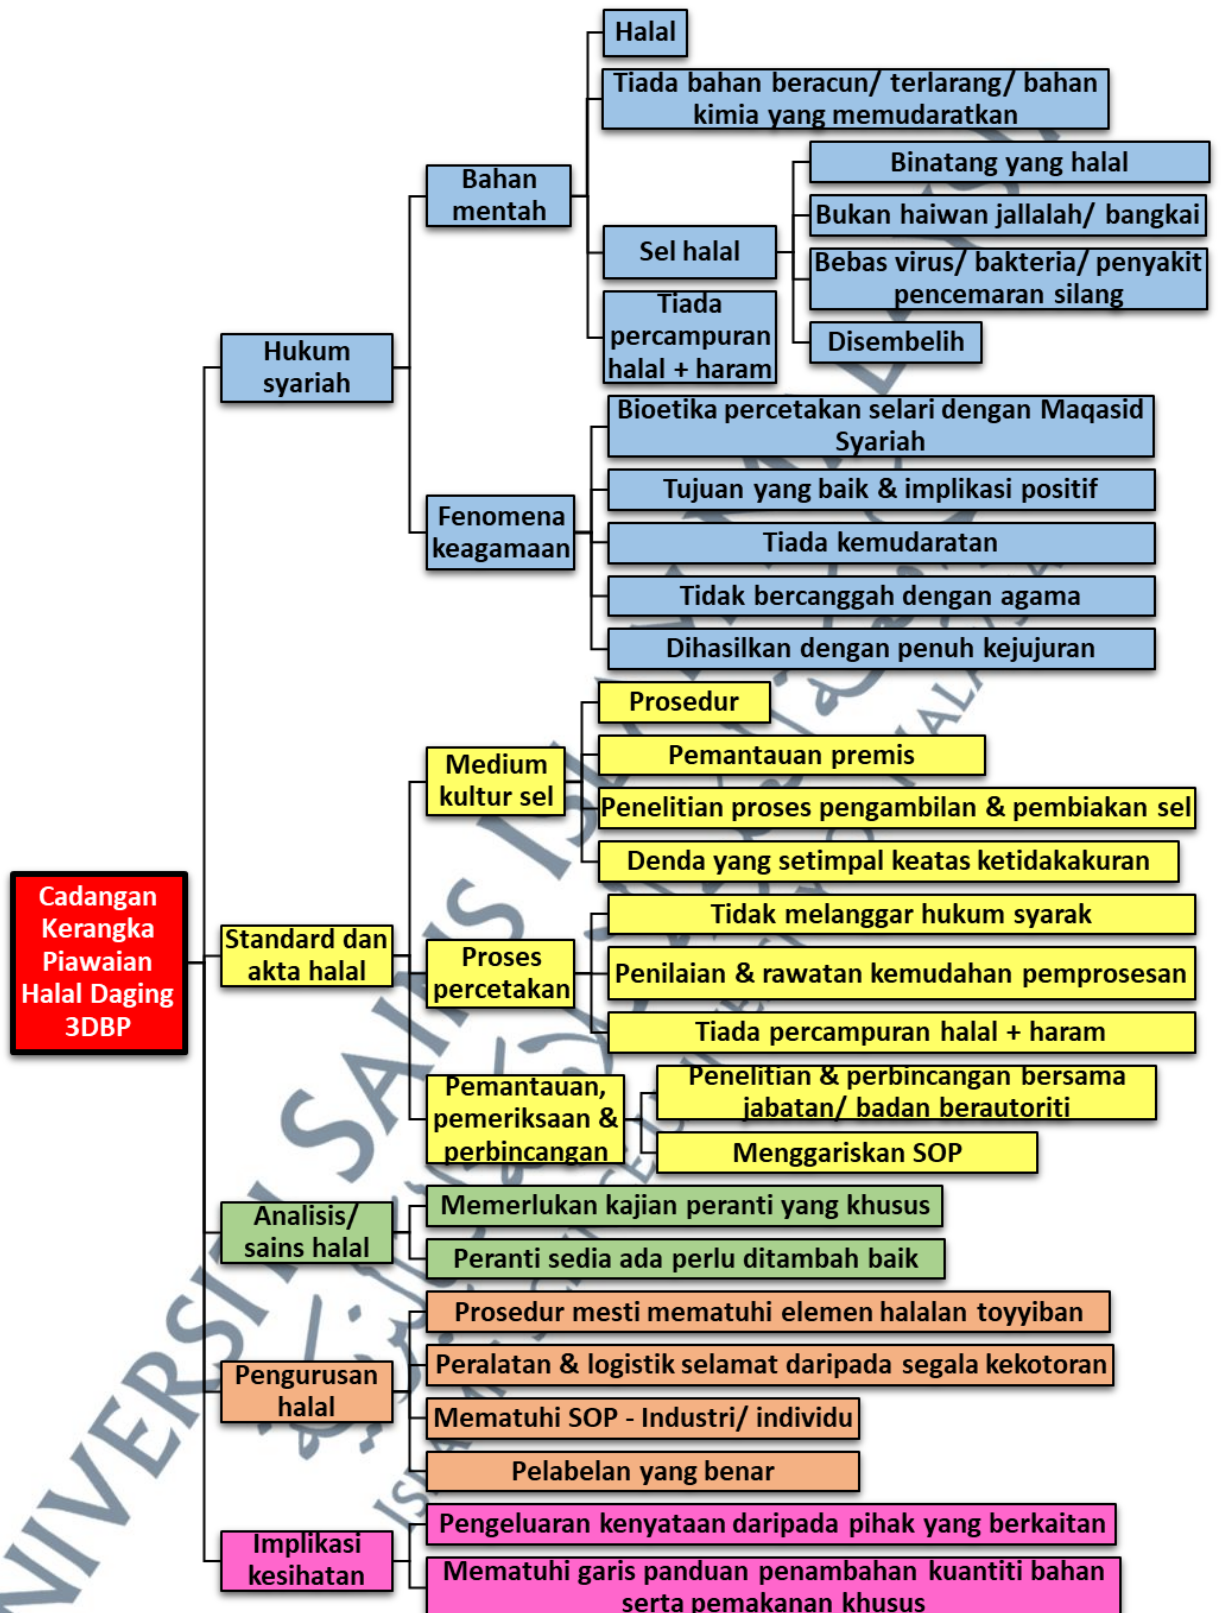 Halal
Tiada bahan beracun/ terlarang/ bahan
kimia yang memudaratkan
Bahan
mentah
Binatang yang halal
Bukan haiwan jallalah/ bangkai
Sel halal
Bebas virus/ bakteria/ penyakit
pencemaran silang
Disembelih
Tiada
percampuran
halal + haram
Hukum
syariah
Bioetika percetakan selari dengan Maqasid
Syariah
Tujuan yang baik & implikasi positif
Fenomena
keagamaan
Tiada kemudaratan
Tidak bercanggah dengan agama
Dihasilkan dengan penuh kejujuran
Prosedur
Pemantauan premis
Medium
kultur sel
Penelitian proses pengambilan & pembiakan sel
Denda yang setimpal keatas ketidakakuran
Cadangan
Kerangka
Piawaian
Halal Daging
3DBP
Standard dan
akta halal
Tidak melanggar hukum syarak
Proses
percetakan
Penilaian & rawatan kemudahan pemprosesan
Tiada percampuran halal + haram
Pemantauan,
pemeriksaan &
perbincangan
Penelitian & perbincangan bersama
jabatan/ badan berautoriti
Menggariskan SOP
Analisis/
sains halal
Memerlukan kajian peranti yang khusus
Peranti sedia ada perlu ditambah baik
Prosedur mesti mematuhi elemen halalan toyyiban
Pengurusan
halal
Peralatan & logistik selamat daripada segala kekotoran
Mematuhi SOP - Industri/ individu
Pelabelan yang benar
Implikasi
kesihatan
Pengeluaran kenyataan daripada pihak yang berkaitan
Mematuhi garis panduan penambahan kuantiti bahan
serta pemakanan khusus